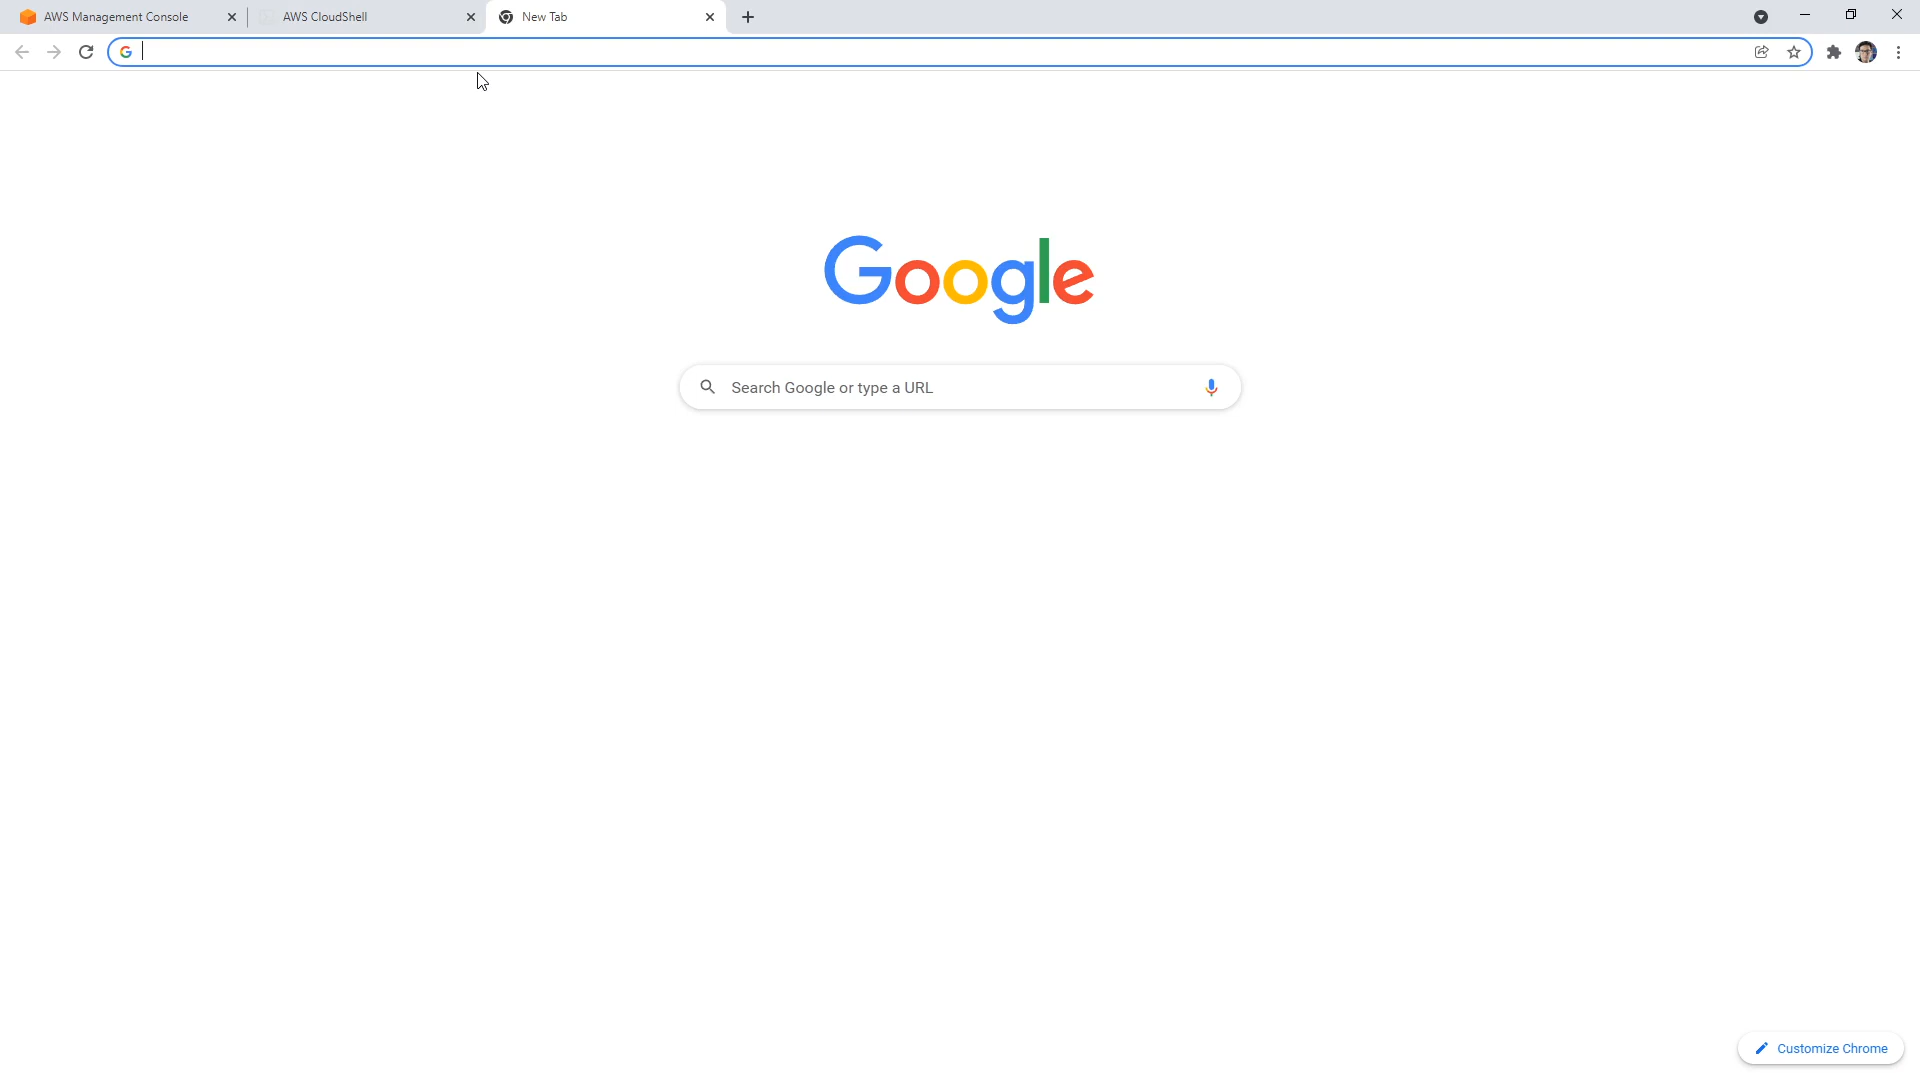 AWS Management Console
AWS CloudShell
New Tab
Google
Search Google or type a URL
Customize Chrome